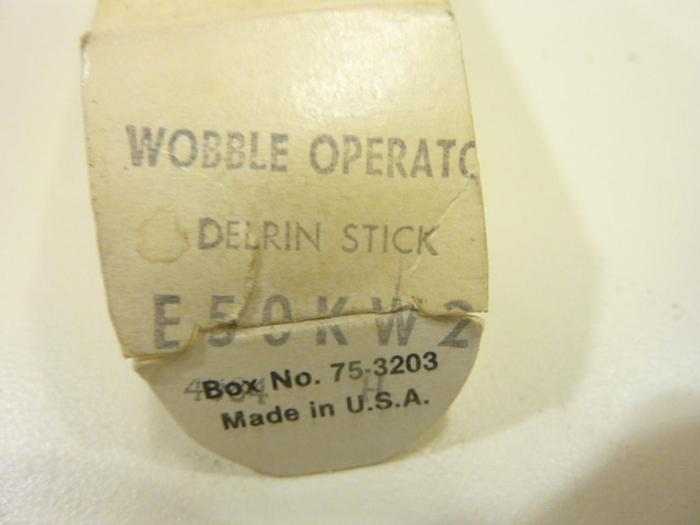 WOBBLE OPERATO
DELRIN STICK
E50KW2
Box No. 75-3203
H
Made in U.S.A.